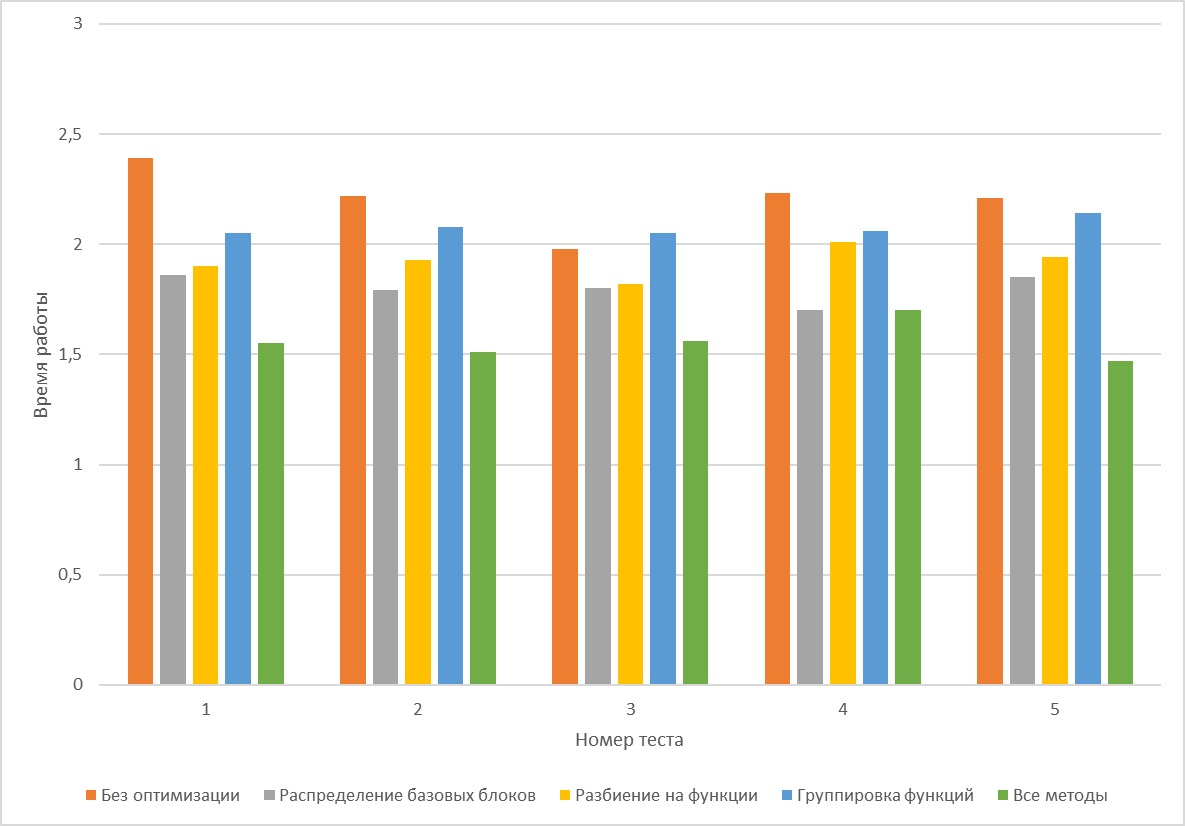 3
2,5
2
1,5
1
0,5
0
Время работы
1 2 3 4 5
Номер теста
Без оптимизации Распределение базовых блоков Разбиение на функции Группировка функций Все методы